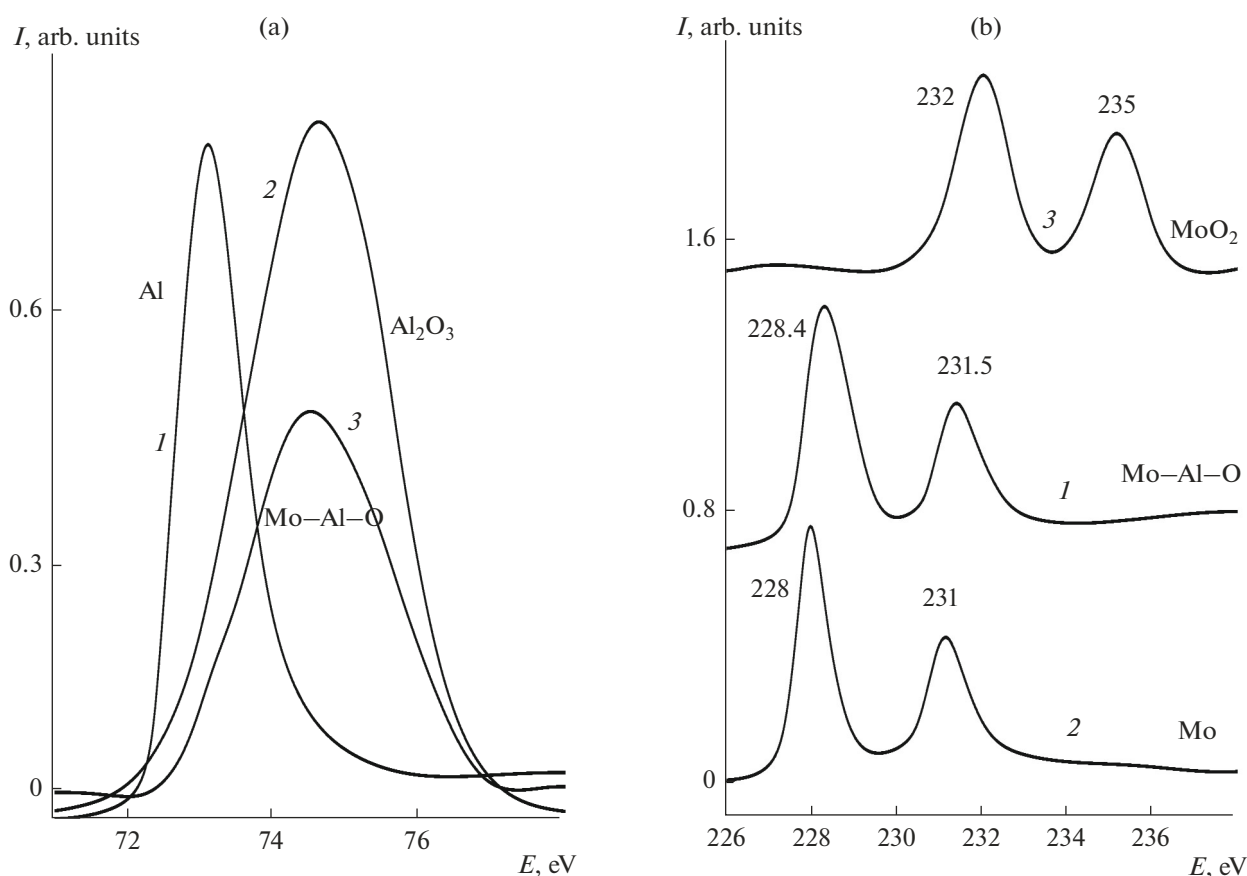 I, arb. units
(a)
0.6
0.3
0
Al
1
2
Al₂O₃
3
Mo–Al–O
72
74
76
E, eV
I, arb. units
(b)
232
235
3
MoO₂
1.6
228.4
231.5
Mo–Al–O
1
0.8
228
231
2
Mo
0
226
228
230
232
234
236
E, eV